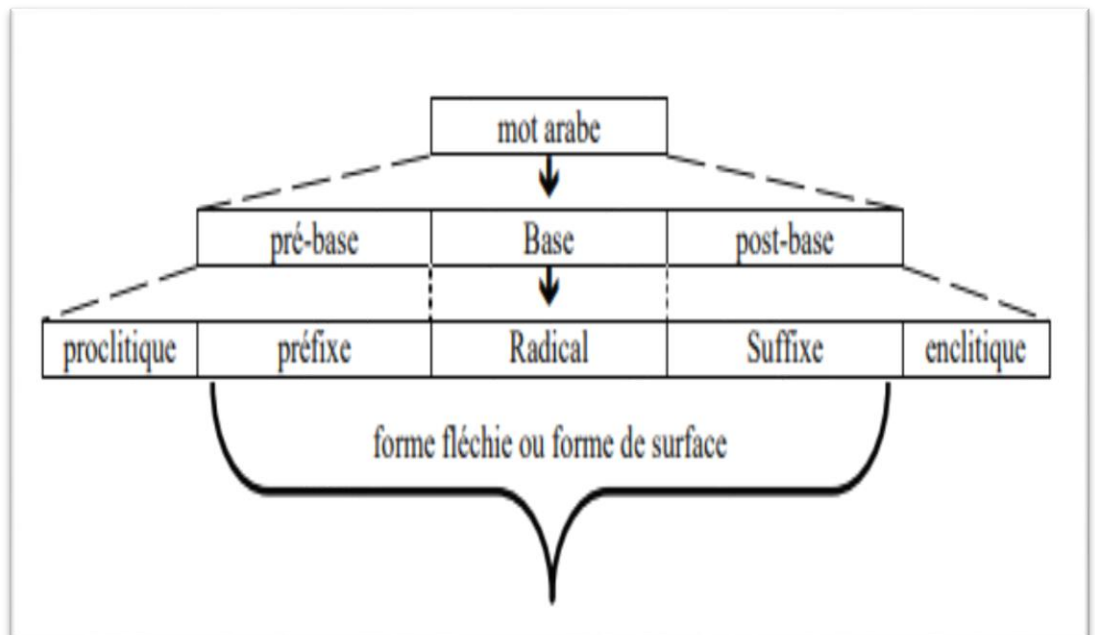 mot arabe
pré-base Base post-base
proclitique préfixe Radical Suffixe enclitique
forme fléchie ou forme de surface